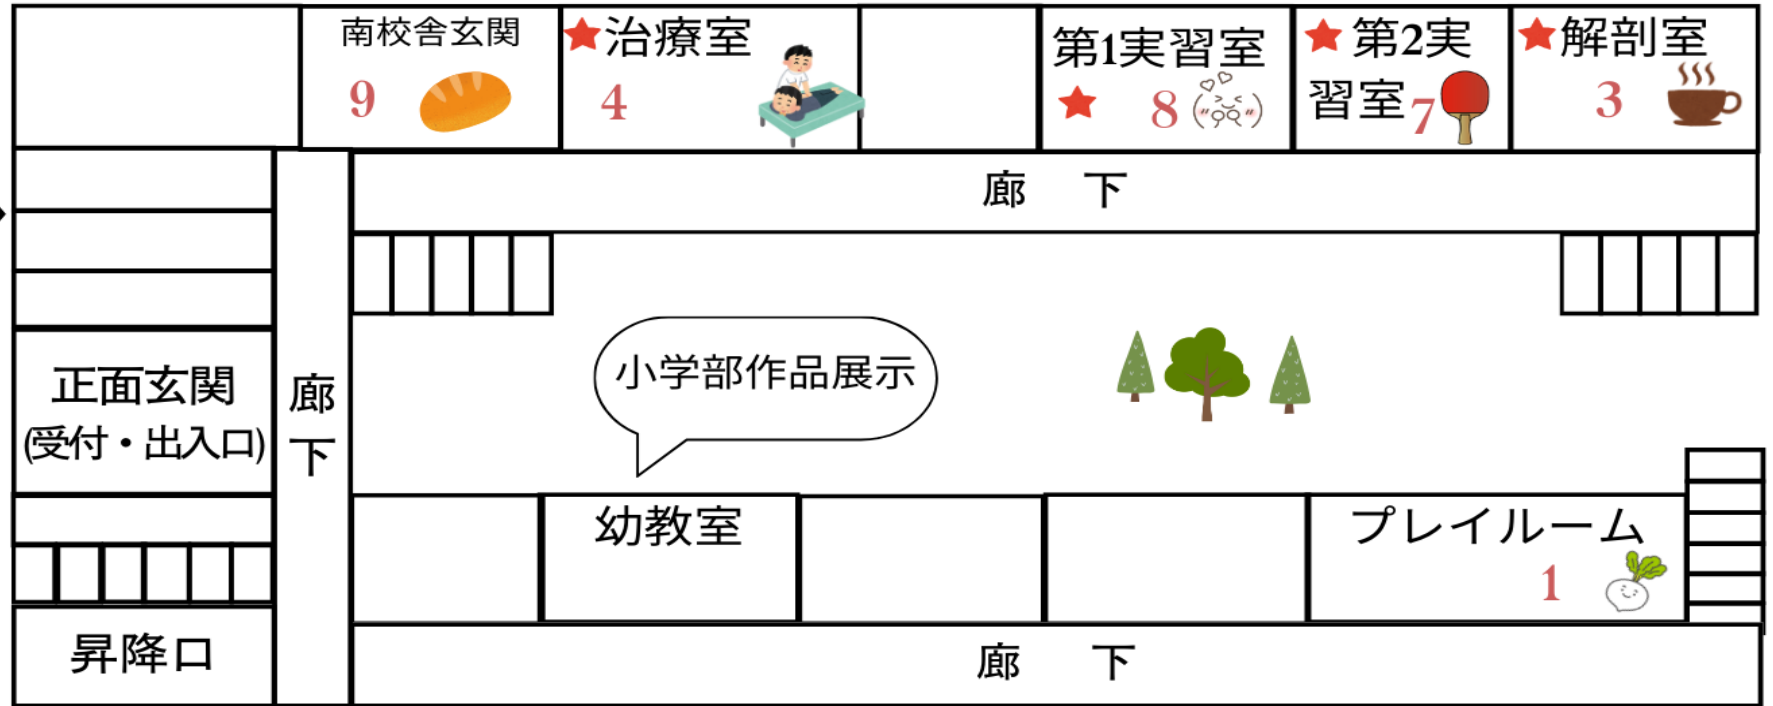 南校舎玄関
9
治療室
4
第1実習室
8
第2実
習室7
解剖室
3
廊 下
正面玄関
(受付・出入口)
廊
下
小学部作品展示
幼教室
プレイルーム
1
昇降口
廊 下